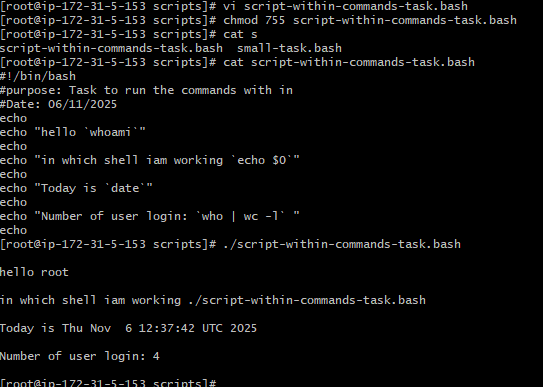 [root@ip-172-31-5-153 scripts]# vi script-within-commands-task.bash
[root@ip-172-31-5-153 scripts]# chmod 755 script-within-commands-task.bash
[root@ip-172-31-5-153 scripts]# cat s
script-within-commands-task.bash  small-task.bash
[root@ip-172-31-5-153 scripts]# cat script-within-commands-task.bash
#!/bin/bash
#purpose: Task to run the commands with in
#Date: 06/11/2025
echo
echo "hello `whoami`"
echo
echo "in which shell iam working `echo $0`"
echo
echo "Today is `date`"
echo
echo "Number of user login: `who | wc -l` "
echo
[root@ip-172-31-5-153 scripts]# ./script-within-commands-task.bash
hello root
in which shell iam working ./script-within-commands-task.bash
Today is Thu Nov  6 12:37:42 UTC 2025
Number of user login: 4
[root@ip-172-31-5-153 scripts]#